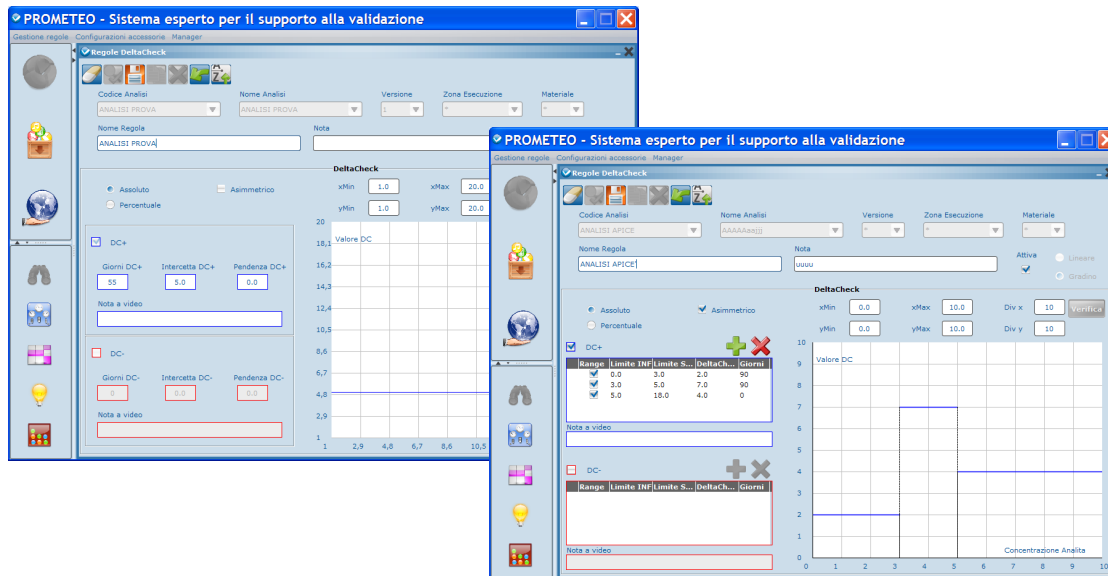 PROMETEO - Sistema esperto per il supporto alla validazione
Gestione regole Configurazioni accessorie Manager
Regole DeltaCheck
Codice Analisi Nome Analisi Versione Zona Esecuzione Materiale
ANALISI PROVA ANALISI PROVA 1 * *
Nome Regola Nota
ANALISI PROVA
DeltaCheck
Assoluto Asimmetrico xMin 1.0 xMax 20.0
Percentuale yMin 1.0 yMax 20.0
DC+
Giorni DC+ Intercetta DC+ Pendenza DC+
55 5.0 0.0
Nota a video
DC-
Giorni DC- Intercetta DC- Pendenza DC-
0 0.0 0.0
Nota a video
20
Valore DC
18,1
16,2
14,3
12,4
10,5
8,6
6,7
4,8
2,9
1
1 2,9 4,8 6,7 8,6 10,5
PROMETEO - Sistema esperto per il supporto alla validazione
Gestione regole Configurazioni accessorie Manager
Regole DeltaCheck
Codice Analisi Nome Analisi Versione Zona Esecuzione Materiale
ANALISI APICE * * *
Nome Regola Nota Attiva Lineare
ANALISI APICE' uuuu Gradino
DeltaCheck
Assoluto Asimmetrico xMin 0.0 xMax 10.0 Div x 10 Verifica
Percentuale yMin 0.0 yMax 10.0 Div y 10
DC+
Range Limite INF Limite S... DeltaCh... Giorni
0.0 3.0 2.0 90
3.0 5.0 7.0 90
5.0 18.0 4.0 0
Nota a video
DC-
Range Limite INF Limite S... DeltaCh... Giorni
Nota a video
10
Valore DC
9
8
7
6
5
4
3
2
1
0
Concentrazione Analita
0 1 2 3 4 5 6 7 8 9 10